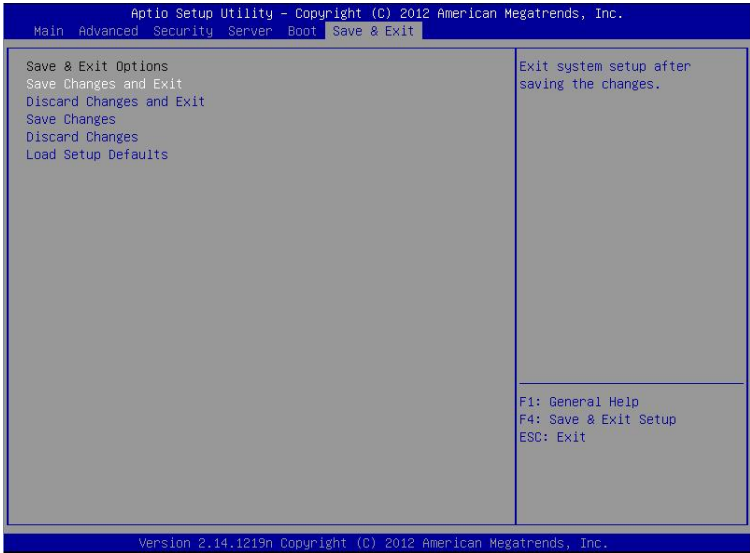 Aptio Setup Utility – Copyright (C) 2012 American Megatrends, Inc.
Main Advanced Security Server Boot Save & Exit
Save & Exit Options
Save Changes and Exit
Discard Changes and Exit
Save Changes
Discard Changes
Load Setup Defaults
Exit system setup after
saving the changes.
F1: General Help
F4: Save & Exit Setup
ESC: Exit
Version 2.14.1219n Copyright (C) 2012 American Megatrends, Inc.